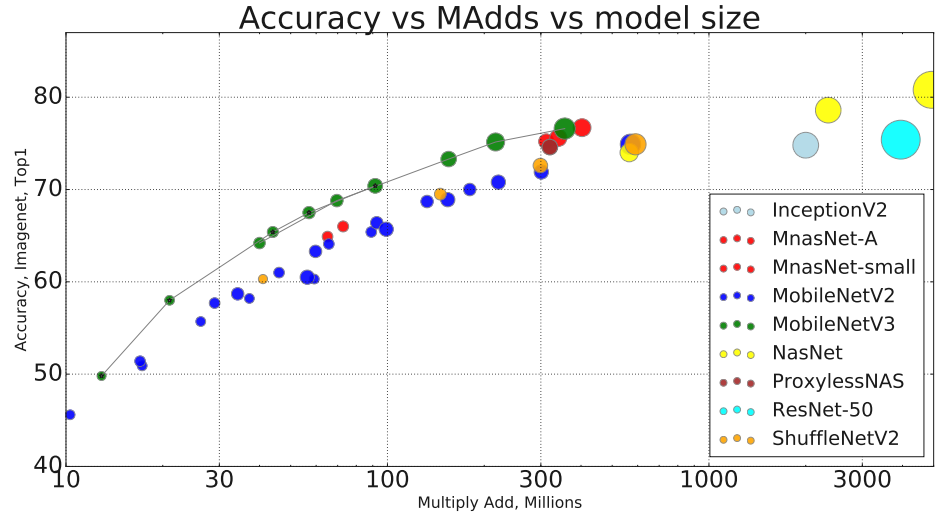 Accuracy vs MAdds vs model size
Accuracy, Imagenet, Top1
80
70
60
50
40
10 30 100 300 1000 3000
Multiply Add, Millions
InceptionV2
MnasNet-A
MnasNet-small
MobileNetV2
MobileNetV3
NasNet
ProxylessNAS
ResNet-50
ShuffleNetV2